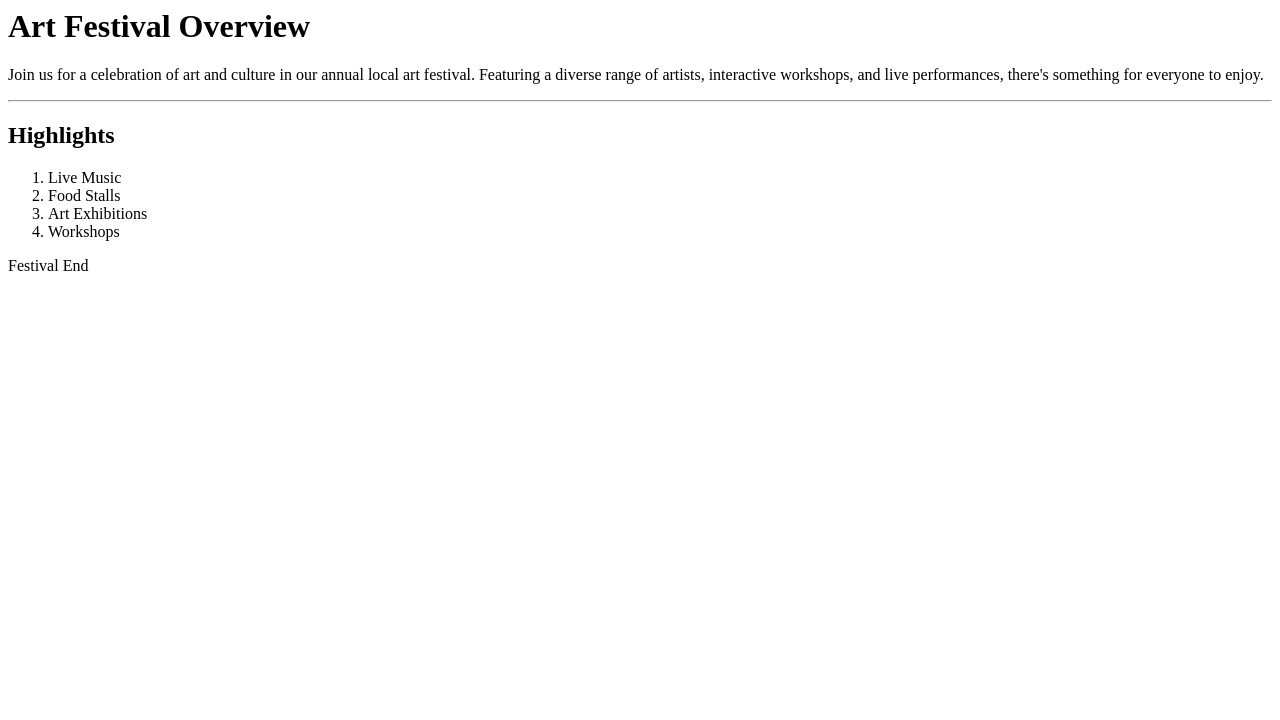 Art Festival Overview
Join us for a celebration of art and culture in our annual local art festival. Featuring a diverse range of artists, interactive workshops, and live performances, there's something for everyone to enjoy.
Highlights
1. Live Music
2. Food Stalls
3. Art Exhibitions
4. Workshops
Festival End